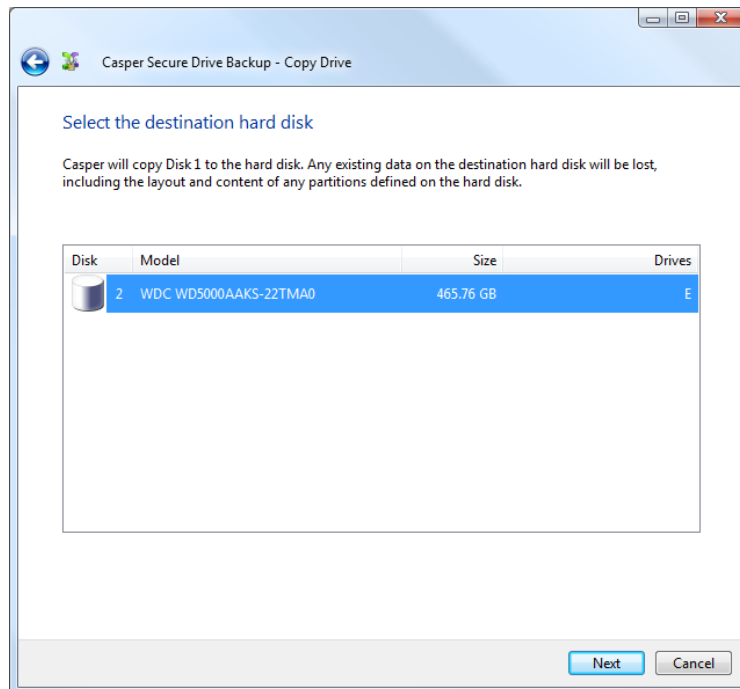 Casper Secure Drive Backup - Copy Drive
Select the destination hard disk
Casper will copy Disk 1 to the hard disk. Any existing data on the destination hard disk will be lost,
including the layout and content of any partitions defined on the hard disk.
Disk Model Size Drives
2 WDC WD5000AAKS-22TMA0 465.76 GB E
Next Cancel